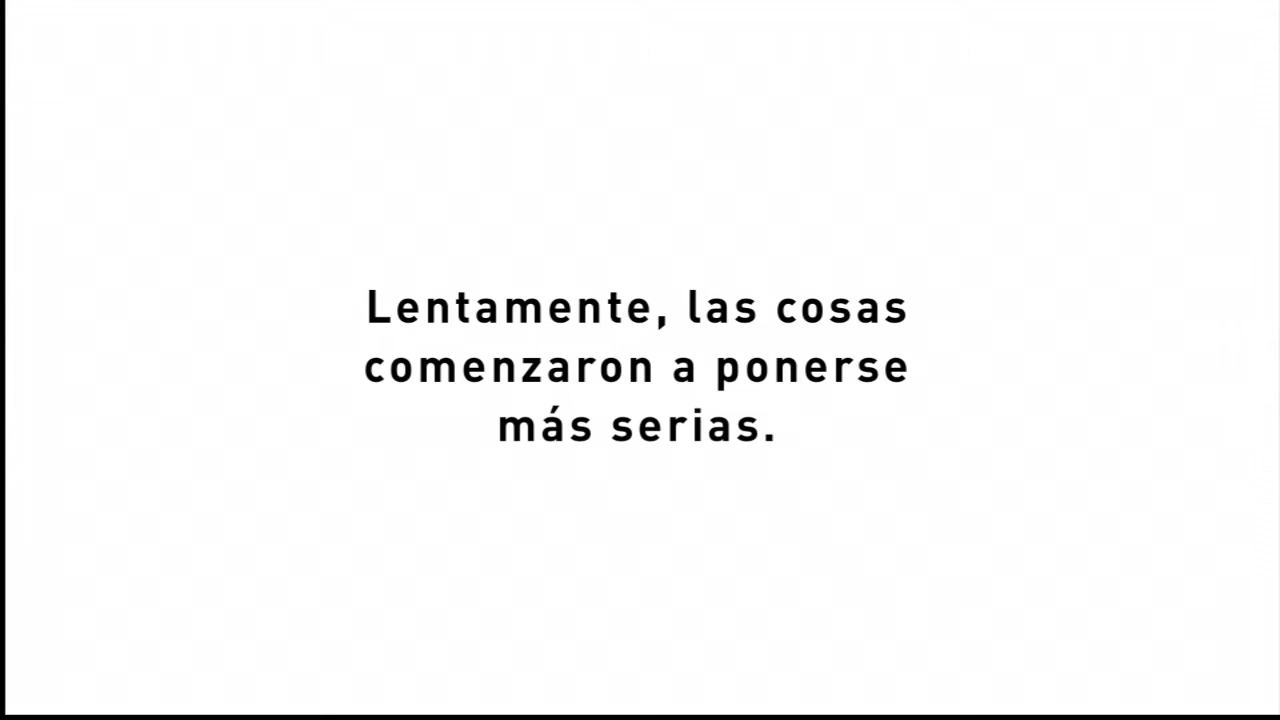 Lentamente, las cosas
comenzaron a ponerse
más serias.